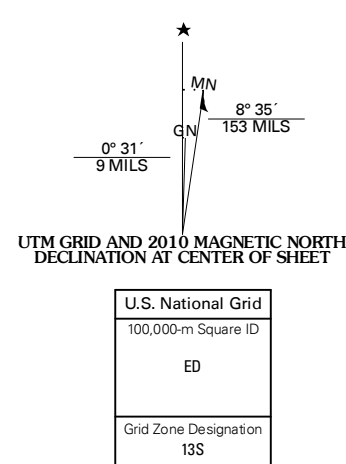 MN
8° 35´
153 MILS
GN
0° 31´
9 MILS
UTM GRID AND 2010 MAGNETIC NORTH
DECLINATION AT CENTER OF SHEET
U.S. National Grid
100,000-m Square ID
ED
Grid Zone Designation
13S